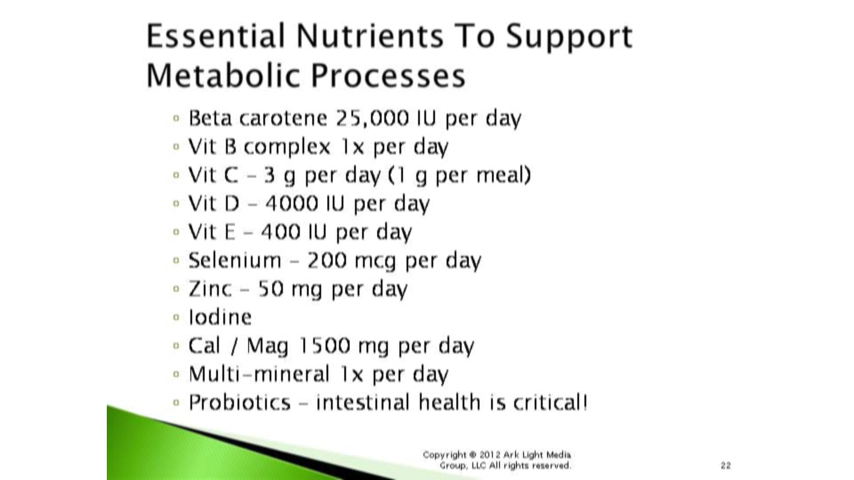 Essential Nutrients To Support
Metabolic Processes
Beta carotene 25,000 IU per day
Vit B complex 1x per day
Vit C – 3 g per day (1 g per meal)
Vit D – 4000 IU per day
Vit E – 400 IU per day
Selenium – 200 mcg per day
Zinc – 50 mg per day
Iodine
Cal / Mag 1500 mg per day
Multi-mineral 1x per day
Probiotics – intestinal health is critical!
Copyright © 2012 Ark Light Media
Group, LLC All rights reserved.
22